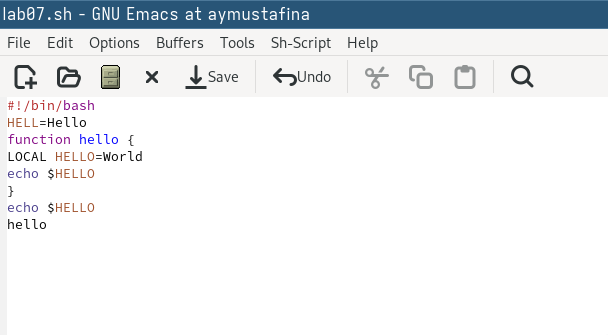 lab07.sh - GNU Emacs at aymustafina
File Edit Options Buffers Tools Sh-Script Help
Save Undo
#!/bin/bash
HELL=Hello
function hello {
LOCAL HELLO=World
echo $HELLO
}
echo $HELLO
hello